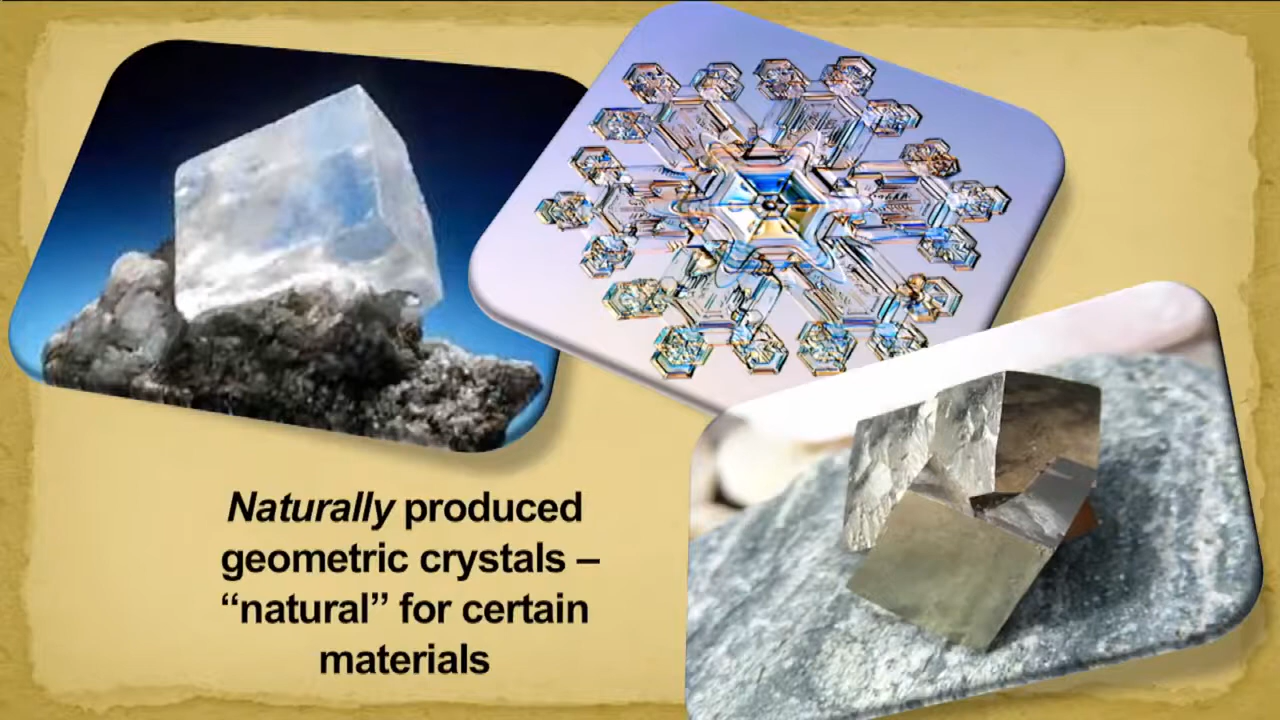 Naturally produced
geometric crystals –
“natural” for certain
materials